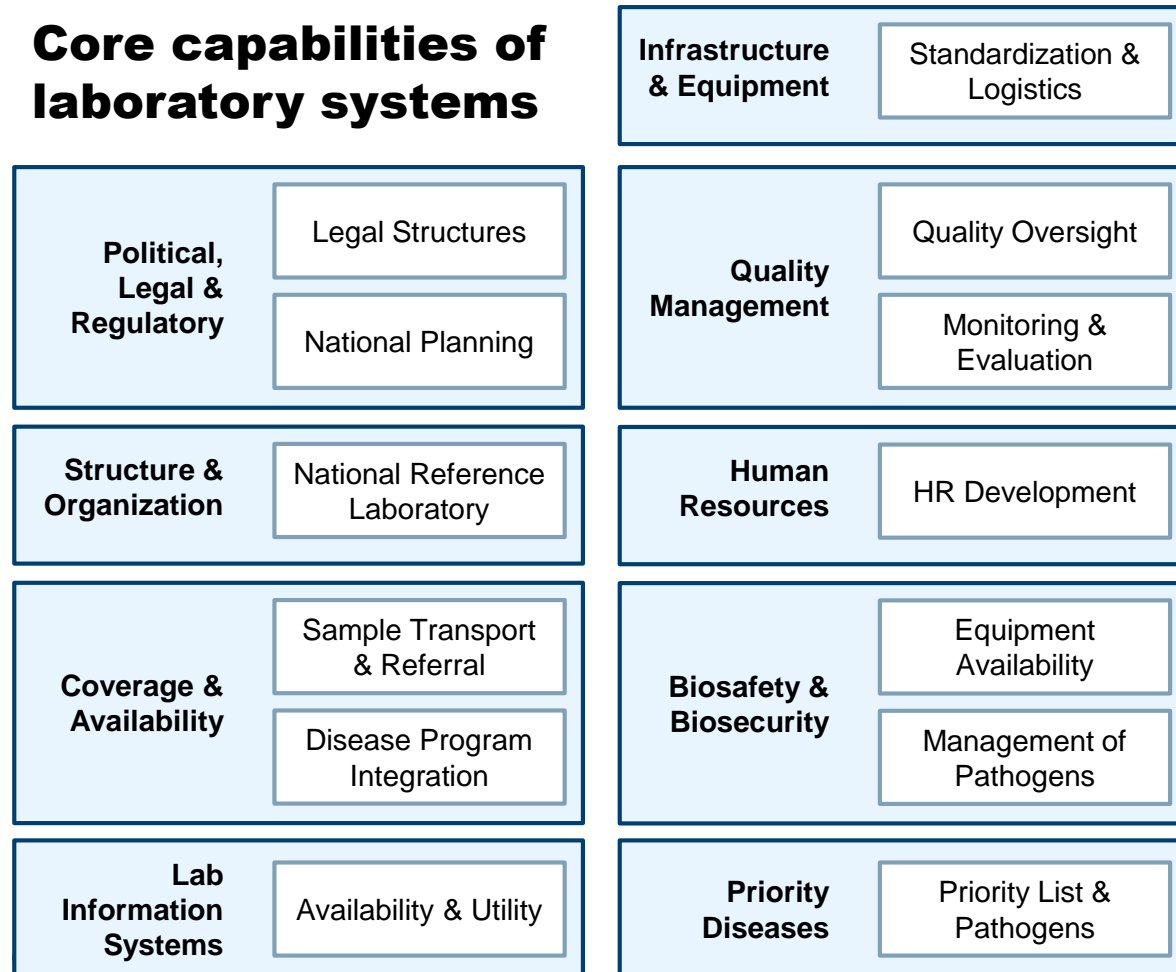 Core capabilities of
laboratory systems
Political,
Legal &
Regulatory
Legal Structures
National Planning
Structure &
Organization
National Reference
Laboratory
Coverage &
Availability
Sample Transport
& Referral
Disease Program
Integration
Lab
Information
Systems
Availability & Utility
Infrastructure
& Equipment
Standardization &
Logistics
Quality
Management
Quality Oversight
Monitoring &
Evaluation
Human
Resources
HR Development
Biosafety &
Biosecurity
Equipment
Availability
Management of
Pathogens
Priority
Diseases
Priority List &
Pathogens